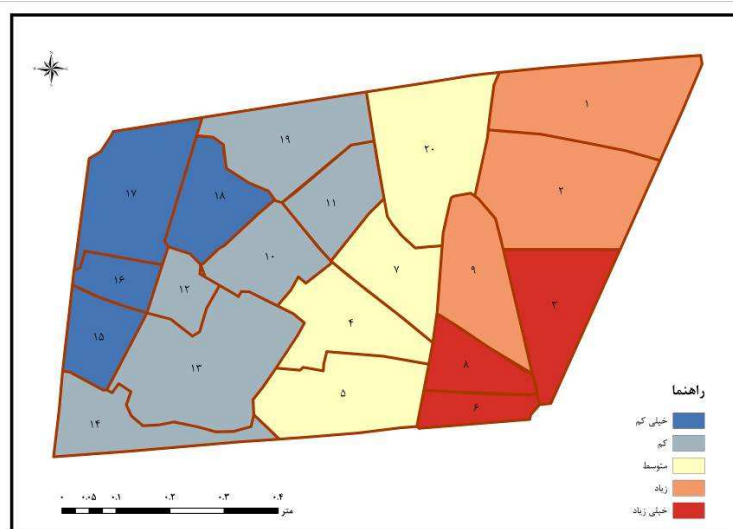 ۱
۲۰
۱۹
۲
۱۷
۱۸
۱۱
۱۰
۷
۹
۱۶
۱۲
۳
۴
۱۵
۸
۱۳
۵
۶
۱۴
راهنما
خیلی کم
کم
متوسط
زیاد
خیلی زیاد
۰ ۰.۰۵ ۰.۱ ۰.۲ ۰.۳ ۰.۴
متر